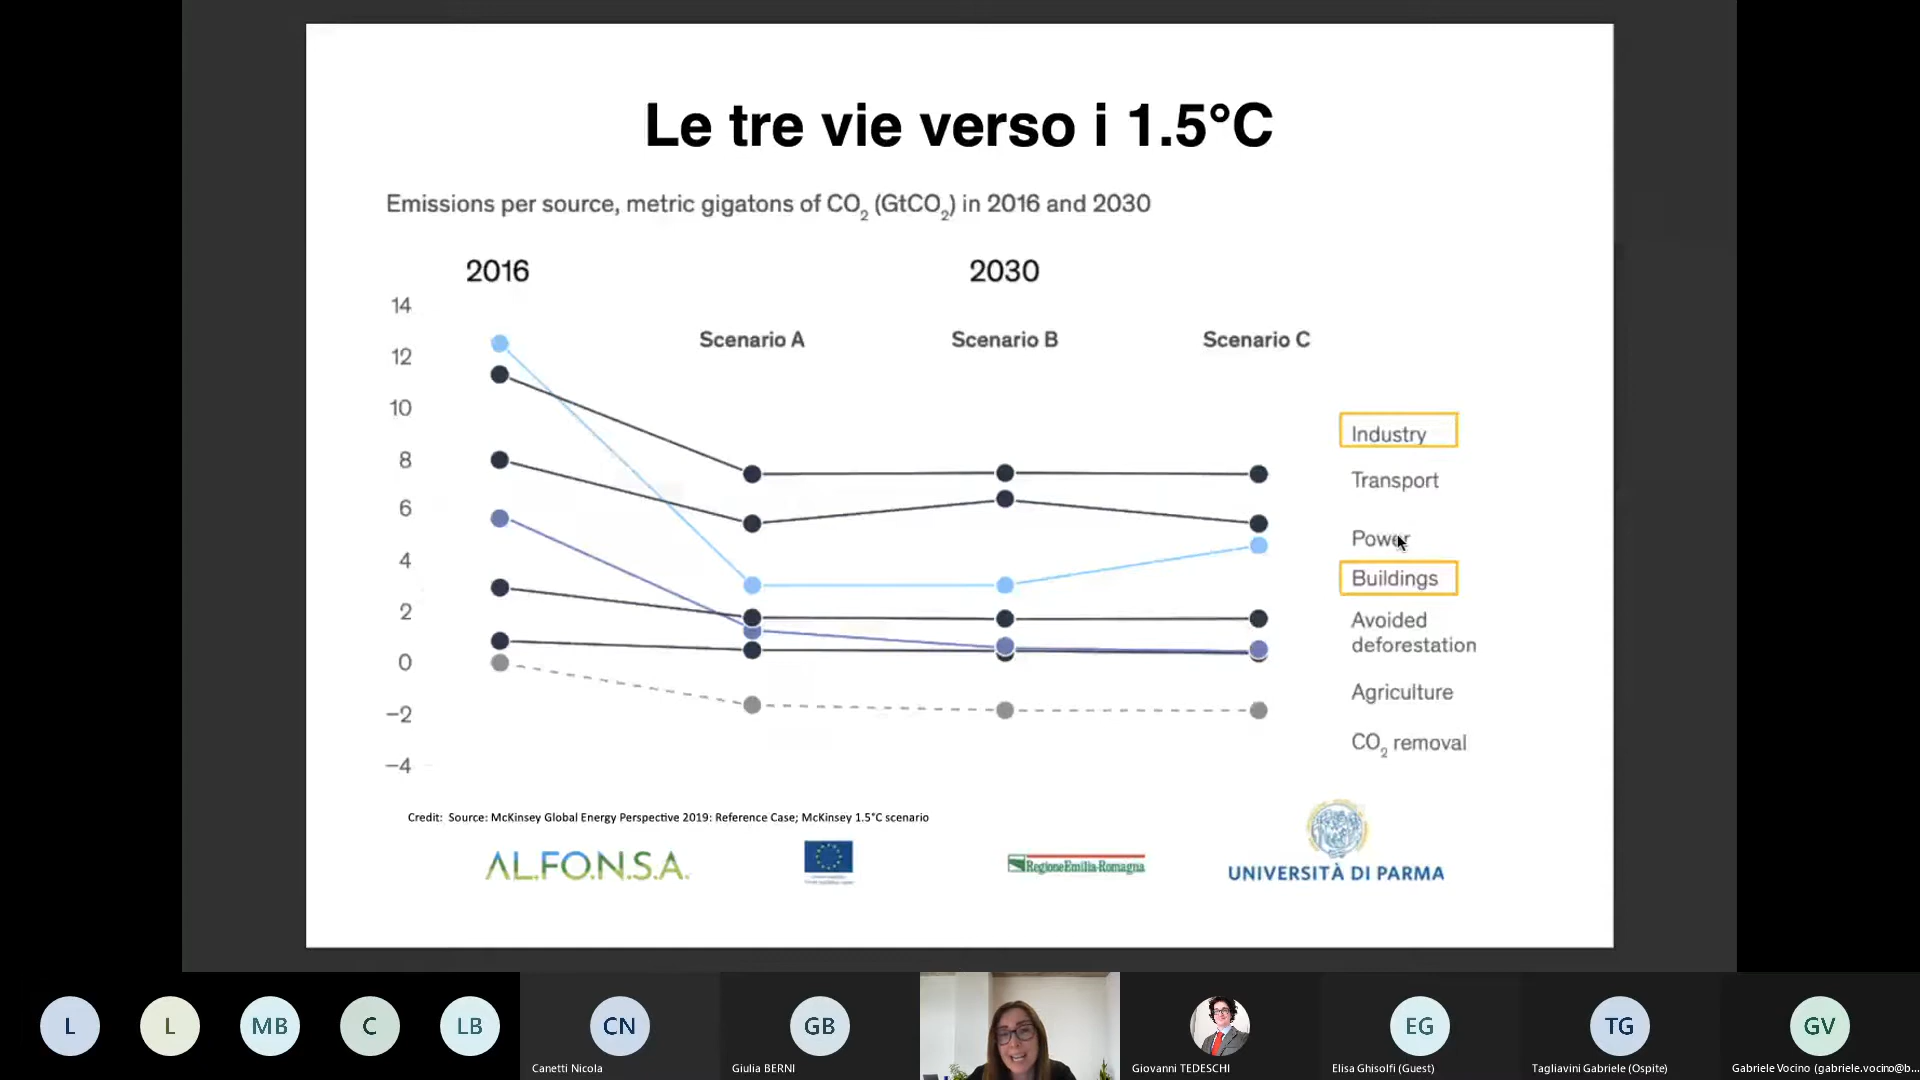 Le tre vie verso i 1.5°C
Emissions per source, metric gigatons of CO₂ (GtCO₂) in 2016 and 2030
2016
2030
14
Scenario A
Scenario B
Scenario C
12
10
8
6
4
2
0
−2
−4
Industry
Transport
Power
Buildings
Avoided
deforestation
Agriculture
CO₂ removal
Credit: Source: McKinsey Global Energy Perspective 2019: Reference Case; McKinsey 1.5°C scenario
AL.FO.N.S.A.
RegioneEmilia-Romagna
UNIVERSITÀ DI PARMA
L
L
MB
C
LB
CN
GB
EG
TG
GV
Canetti Nicola
Giulia BERNI
Giovanni TEDESCHI
Elisa Ghisolfi (Guest)
Tagliavini Gabriele (Ospite)
Gabriele Vocino (gabriele.vocino@b...